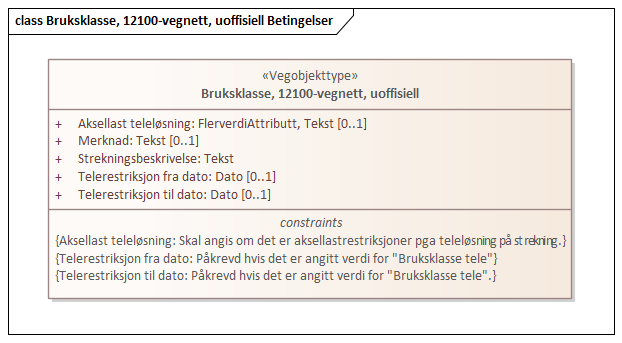 class Bruksklasse, 12100-vegnett, uoffisiell Betingelser
«Vegobjekttype»
Bruksklasse, 12100-vegnett, uoffisiell
+ Aksellast teleløsning: FlerverdiAttributt, Tekst [0..1]
+ Merknad: Tekst [0..1]
+ Strekningsbeskrivelse: Tekst
+ Telerestriksjon fra dato: Dato [0..1]
+ Telerestriksjon til dato: Dato [0..1]
constraints
{Aksellast teleløsning: Skal angis om det er aksellastrestriksjoner pga teleløsning på strekning.}
{Telerestriksjon fra dato: Påkrevd hvis det er angitt verdi for "Bruksklasse tele"}
{Telerestriksjon til dato: Påkrevd hvis det er angitt verdi for "Bruksklasse tele".}